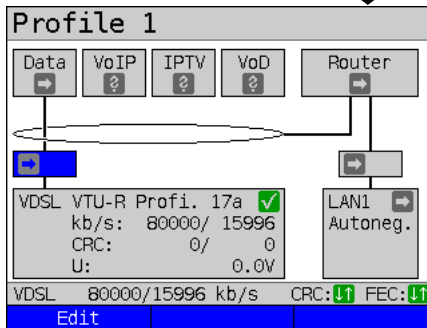 Profile 1
Data VoIP IPTV VoD Router
? ? ?
VDSL VTU-R Profi. 17a
kb/s: 80000/ 15996
CRC: 0/ 0
U: 0.0V
LAN1
Autoneg.
VDSL 80000/15996 kb/s CRC: FEC:
Edit